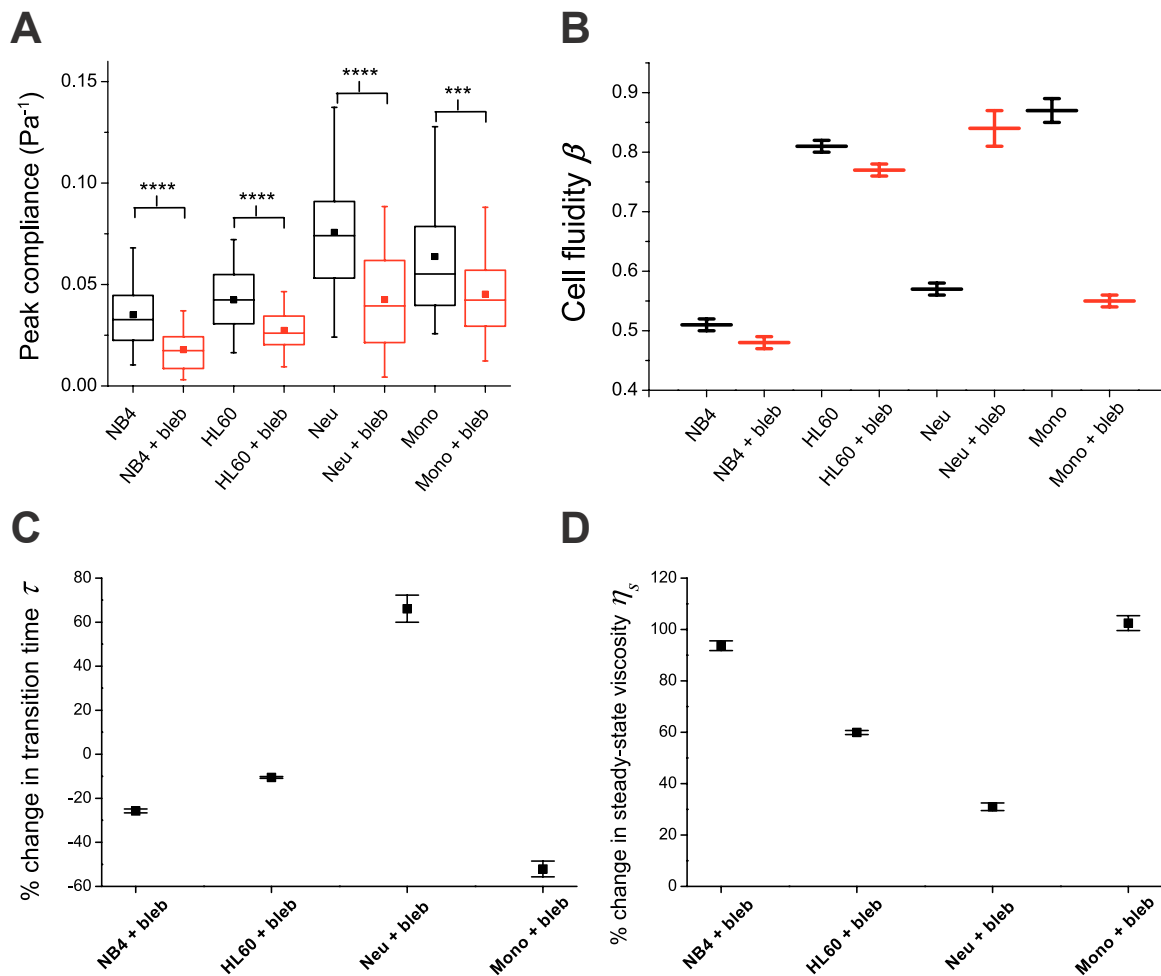 A
Peak compliance (Pa⁻¹)
0.15
0.10
0.05
0.00
****
****
****
***
NB4
NB4 + bleb
HL60
HL60 + bleb
Neu
Neu + bleb
Mono
Mono + bleb
B
Cell fluidity β
0.9
0.8
0.7
0.6
0.5
0.4
NB4
NB4 + bleb
HL60
HL60 + bleb
Neu
Neu + bleb
Mono
Mono + bleb
C
% change in transition time τ
80
60
40
20
0
-20
-40
-60
NB4 + bleb
HL60 + bleb
Neu + bleb
Mono + bleb
D
% change in steady-state viscosity ηₛ
120
100
80
60
40
20
0
NB4 + bleb
HL60 + bleb
Neu + bleb
Mono + bleb